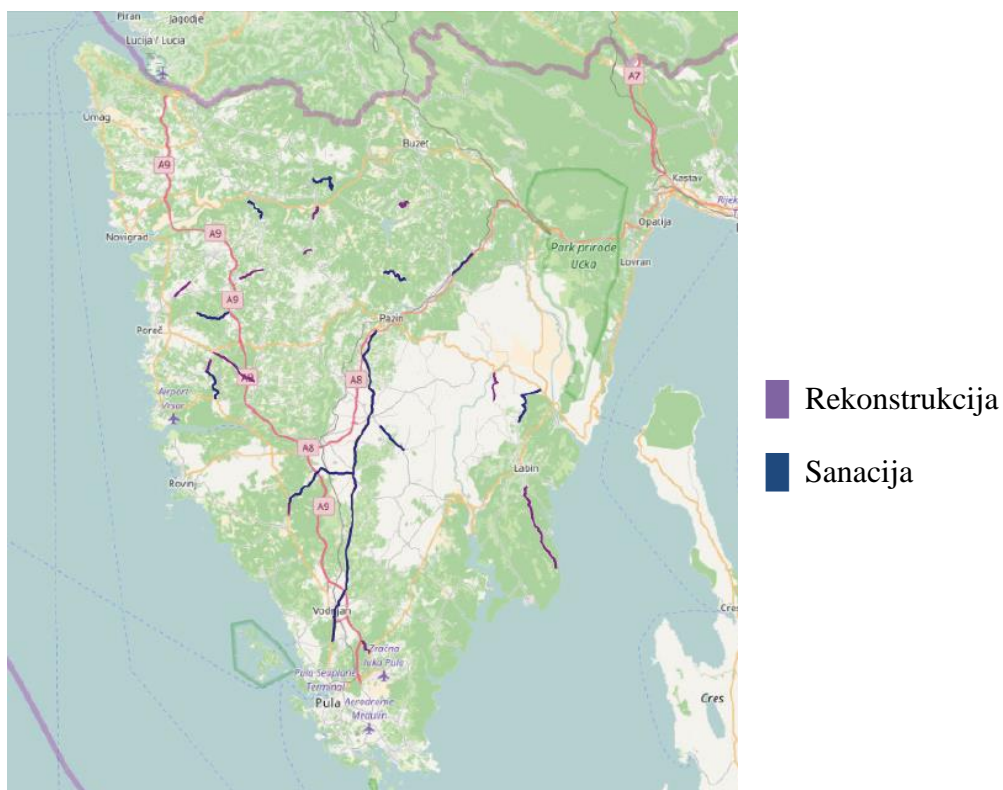 Piran
Jagodje
Lucija / Lucia
A7
Umag
Buzet
A9
Kastav
Rijek
Opatija
Novigrad
A9
Park prirode
Učka
Lovran
A9
Pazin
Poreč
A8
A9
Airport
Vrsar
Rekonstrukcija
A8
Labin
Sanacija
Rovinj
A9
Vodnjan
Cres
Zračna
luka Pula
Pula Seaplane
Terminal
Pula
Aerodrome
Medulin
Cres